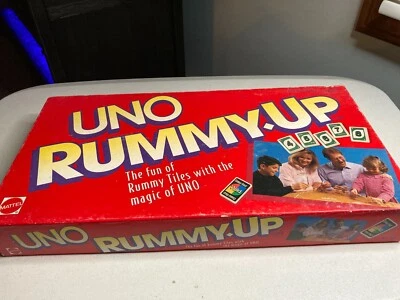 UNO
RUMMY·UP
The fun of
Rummy Tiles with the
magic of UNO
MATTEL
UNO RUMMY·UP